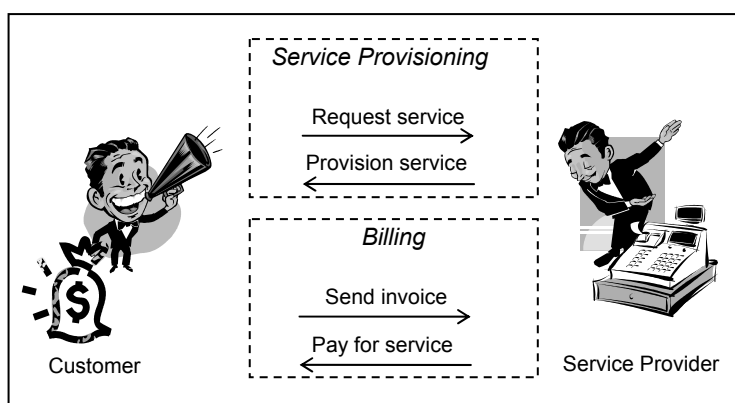 Service Provisioning
Request service
Provision service
Billing
Send invoice
Pay for service
$
Customer
Service Provider